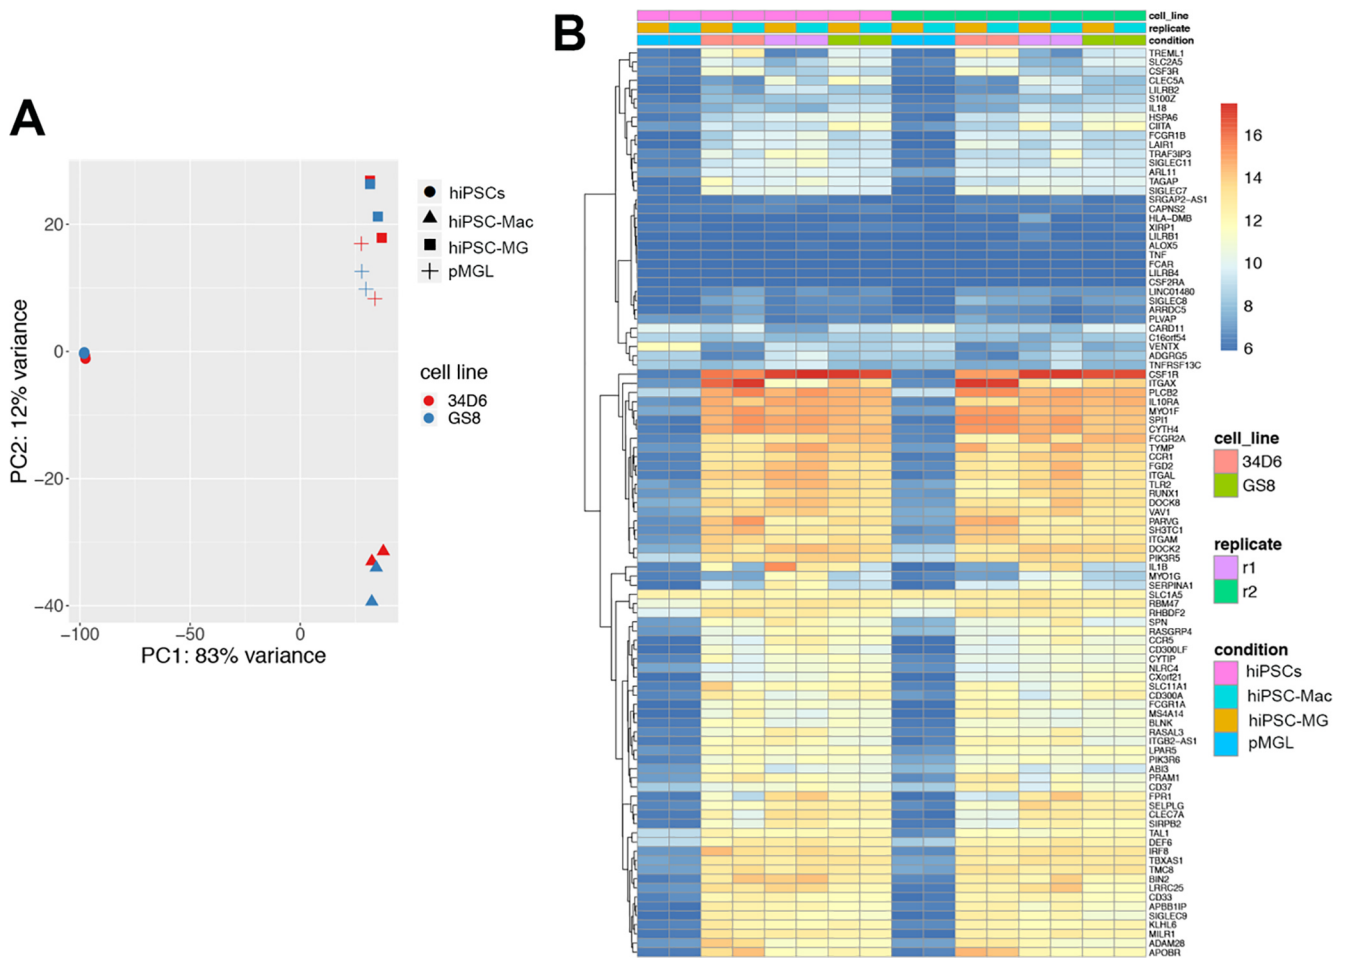 A
20
0
−20
−40
−100
−50
0
PC2: 12% variance
PC1: 83% variance
hiPSCs
hiPSC-Mac
hiPSC-MG
pMGL
cell line
34D6
GS8
B
cell_line
replicate
condition
TREML1
SLC2A5
CSF3R
CLEC5A
LILRB2
S100Z
IL18
HSPA6
CIITA
FCGR1B
LAIR1
TRAF3IP3
SIGLEC11
ARL11
TAGAP
SIGLEC7
SRGAP2−AS1
CAPNS2
HLA−DMB
XIRP1
LILRB1
ALOX5
TNF
FCAR
LILRB4
CSF2RA
LINC01480
SIGLEC8
ARRDC5
PLVAP
CARD11
C16orf54
VENTX
ADGRG5
TNFRSF13C
CSF1R
ITGAX
PLCB2
IL10RA
MYO1F
SPI1
CYTH4
FCGR2A
TYMP
CCR1
FGD2
ITGAL
TLR2
RUNX1
DOCK8
VAV1
PARVG
SH3TC1
ITGAM
DOCK2
PIK3R5
IL1B
MYO1G
SERPINA1
SLC1A5
RBM47
RHBDF2
SPN
RASGRP4
CCR5
CD300LF
CYTIP
NLRC4
CXorf21
SLC11A1
CD300A
FCGR1A
MS4A14
BLNK
RASAL3
ITGB2−AS1
LPAR5
PIK3R6
ABI3
PRAM1
CD37
FPR1
SELPLG
CLEC7A
SIRPB2
TAL1
DEF6
IRF8
TBXAS1
TMC8
BIN2
LRRC25
CD33
APBB1IP
SIGLEC9
KLHL6
MILR1
ADAM28
APOBR
16
14
12
10
8
6
cell_line
34D6
GS8
replicate
r1
r2
condition
hiPSCs
hiPSC-Mac
hiPSC-MG
pMGL